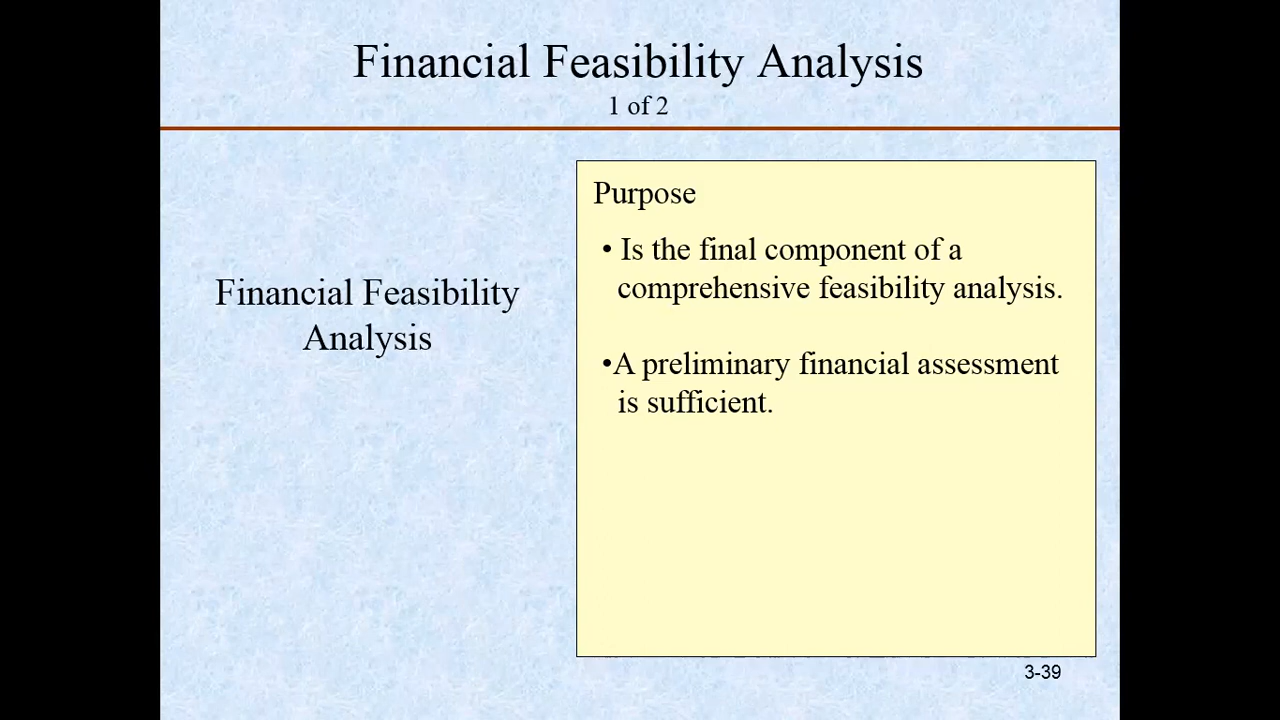 Financial Feasibility Analysis
1 of 2
Financial Feasibility
Analysis
Purpose
• Is the final component of a
comprehensive feasibility analysis.
•A preliminary financial assessment
is sufficient.
3-39